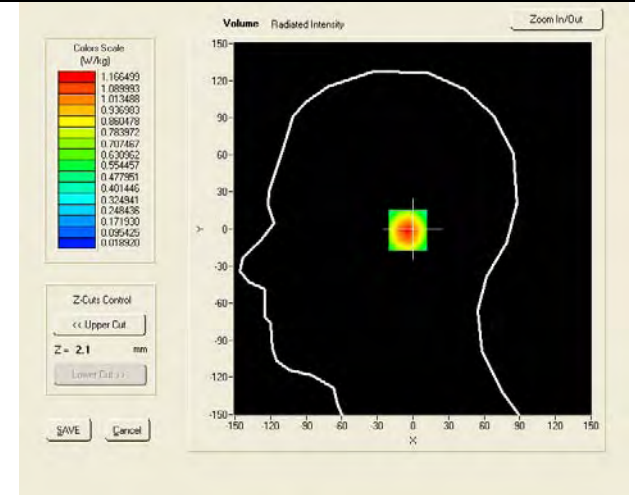 Volume Radiated Intensity
Zoom In/Out
Colors Scale
(W/kg)
1.166499
1.089993
1.013488
0.936983
0.860478
0.783972
0.707467
0.630962
0.554457
0.477951
0.401446
0.324941
0.248436
0.171930
0.095425
0.018920
150
120
90
60
30
0
-30
-60
-90
-120
-150
Y
-150 -120 -90 -60 -30 0 30 60 90 120 150
X
Z-Cuts Control
<< Upper Cut
Z = 2.1 mm
Lower Cut >>
SAVE Cancel